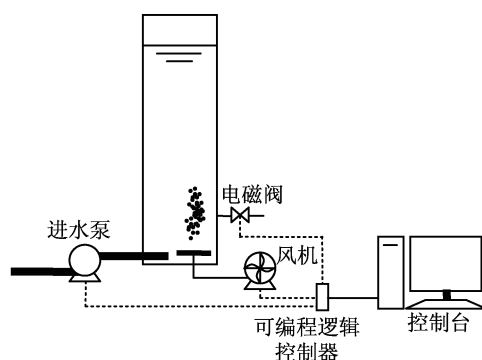 电磁阀
进水泵
风机
可编程逻辑
控制器
控制台